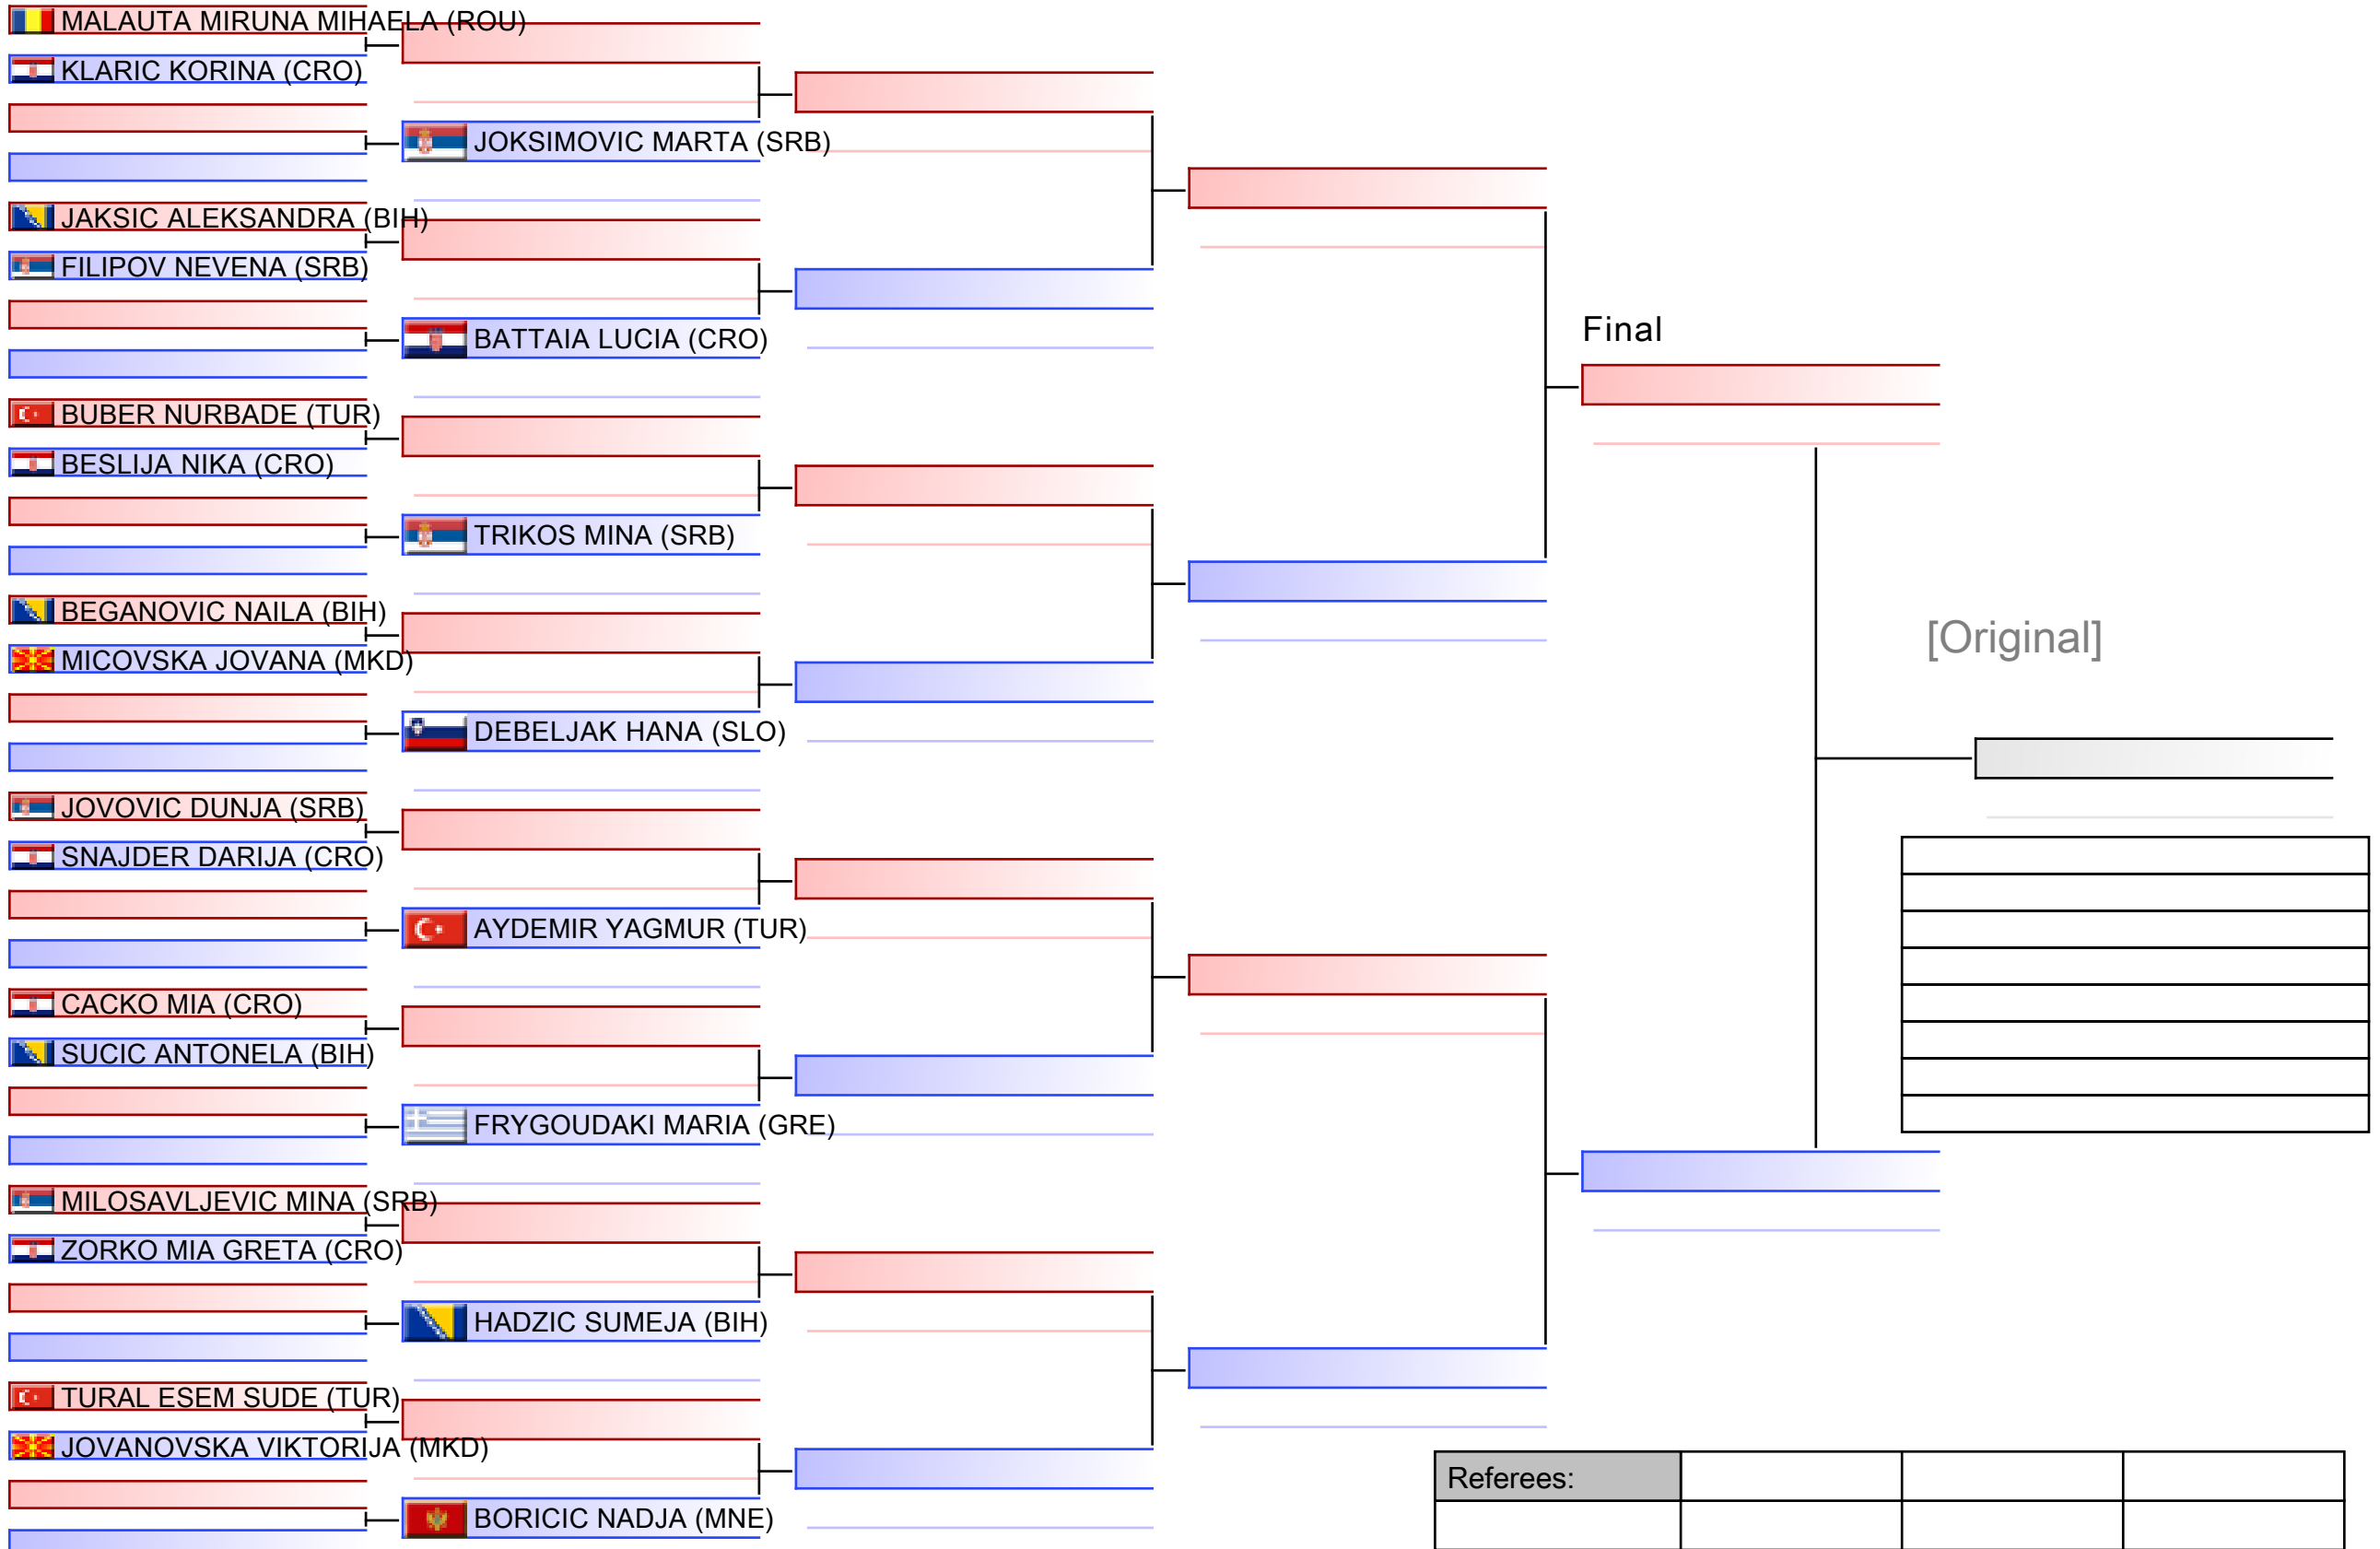 MALAUTA MIRUNA MIHAELA (ROU)
KLARIC KORINA (CRO)
JOKSIMOVIC MARTA (SRB)
JAKSIC ALEKSANDRA (BIH)
FILIPOV NEVENA (SRB)
BATTAIA LUCIA (CRO)
Final
BUBER NURBADE (TUR)
BESLIJA NIKA (CRO)
TRIKOS MINA (SRB)
BEGANOVIC NAILA (BIH)
[Original]
MICOVSKA JOVANA (MKD)
DEBELJAK HANA (SLO)
JOVOVIC DUNJA (SRB)
SNAJDER DARIJA (CRO)
AYDEMIR YAGMUR (TUR)
CACKO MIA (CRO)
SUCIC ANTONELA (BIH)
FRYGOUDAKI MARIA (GRE)
MILOSAVLJEVIC MINA (SRB)
ZORKO MIA GRETA (CRO)
HADZIC SUMEJA (BIH)
TURAL ESEM SUDE (TUR)
JOVANOVSKA VIKTORIJA (MKD)
Referees:
BORICIC NADJA (MNE)